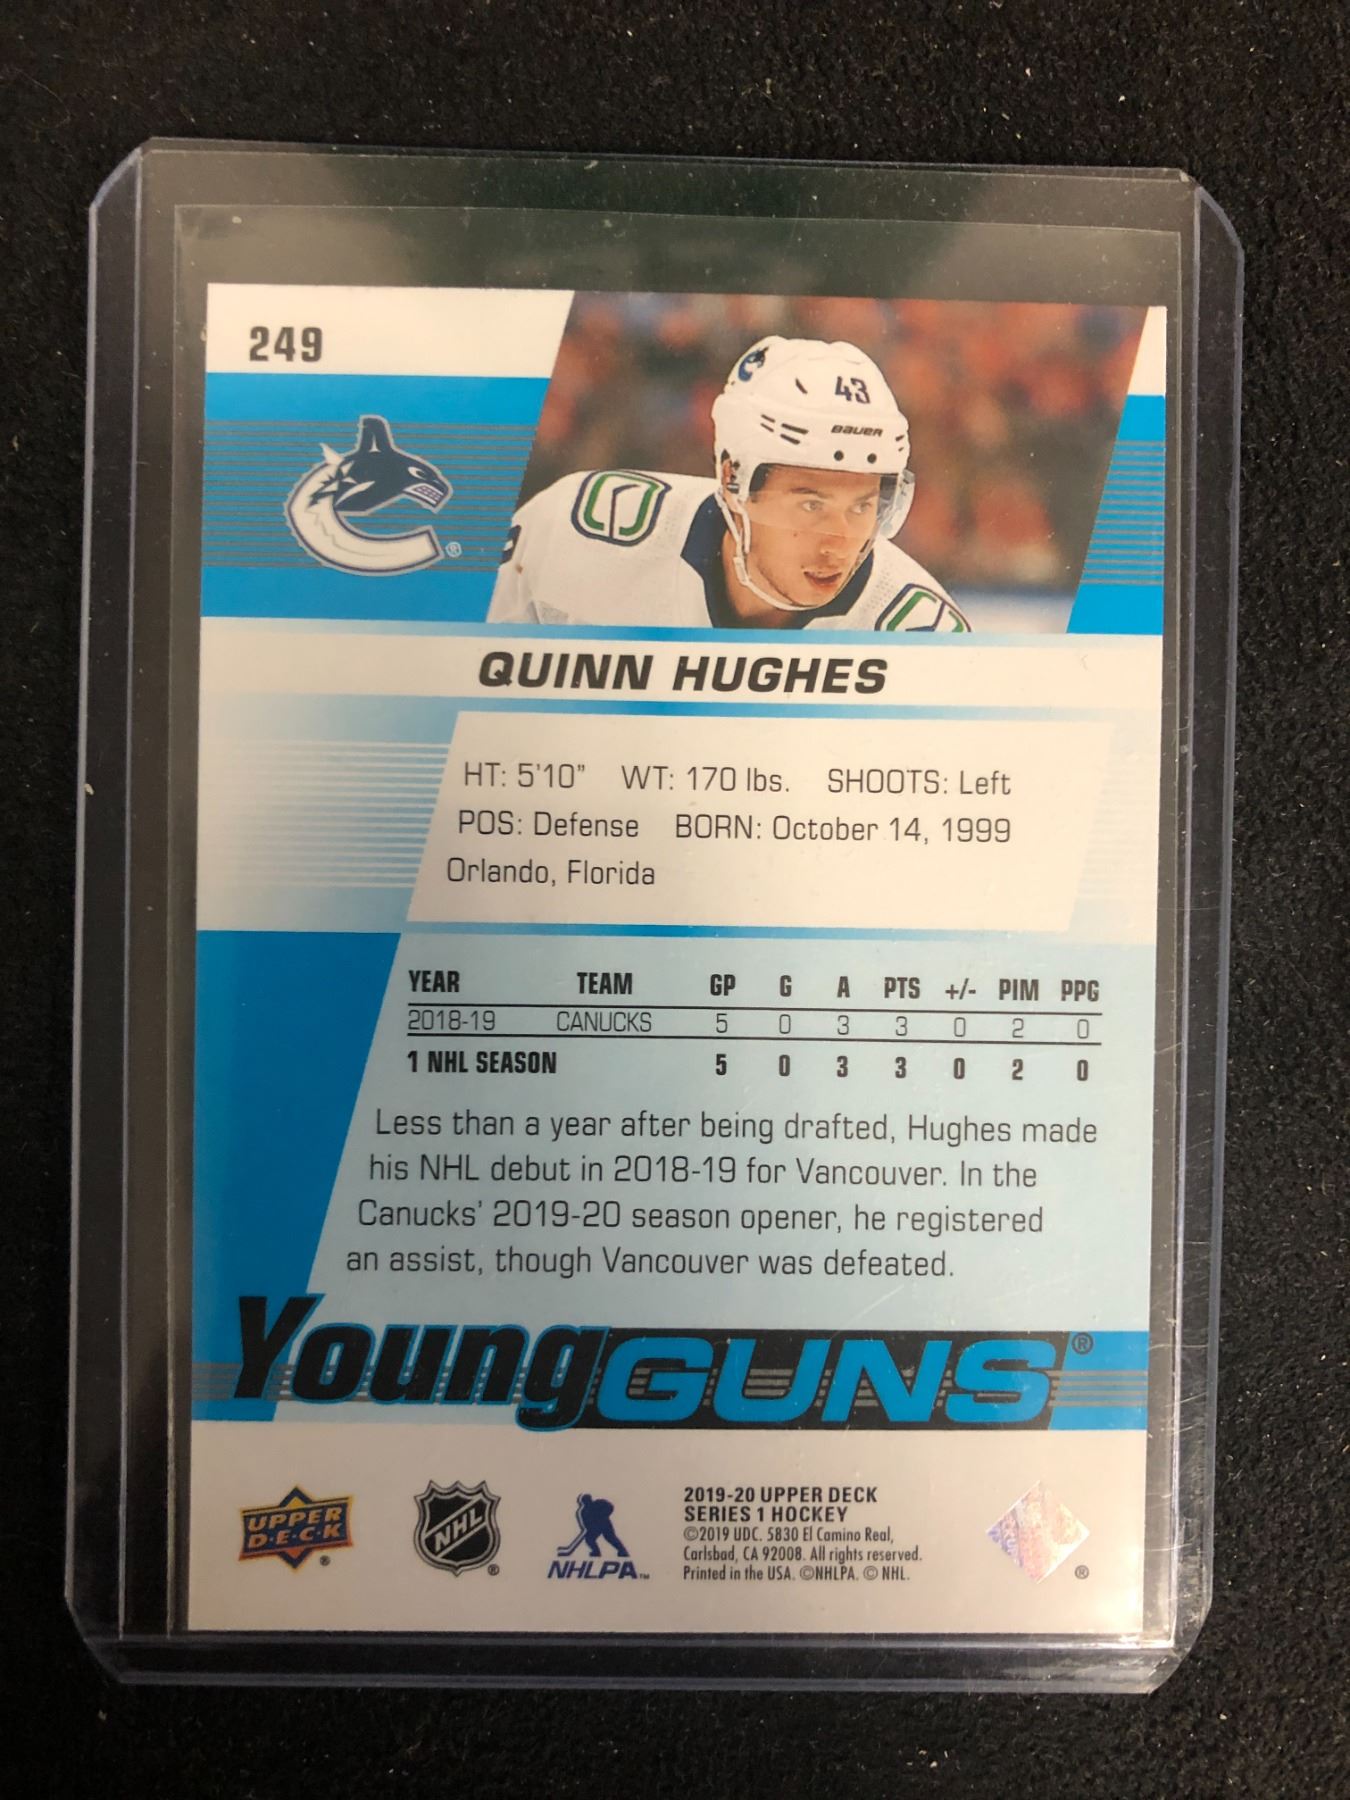 249
43
BAUER
®
QUINN HUGHES
HT: 5'10" WT: 170 lbs. SHOOTS: Left
POS: Defense BORN: October 14, 1999
Orlando, Florida
YEAR TEAM GP G A PTS +/- PIM PPG
2018-19 CANUCKS 5 0 3 3 0 2 0
1 NHL SEASON 5 0 3 3 0 2 0
Less than a year after being drafted, Hughes made
his NHL debut in 2018-19 for Vancouver. In the
Canucks' 2019-20 season opener, he registered
an assist, though Vancouver was defeated.
Young GUNS®
UPPER
D·E·C·K
®
NHL
®
NHLPA™
2019-20 UPPER DECK
SERIES 1 HOCKEY
©2019 UDC. 5830 El Camino Real,
Carlsbad, CA 92008. All rights reserved.
Printed in the USA. ©NHLPA. © NHL.
®